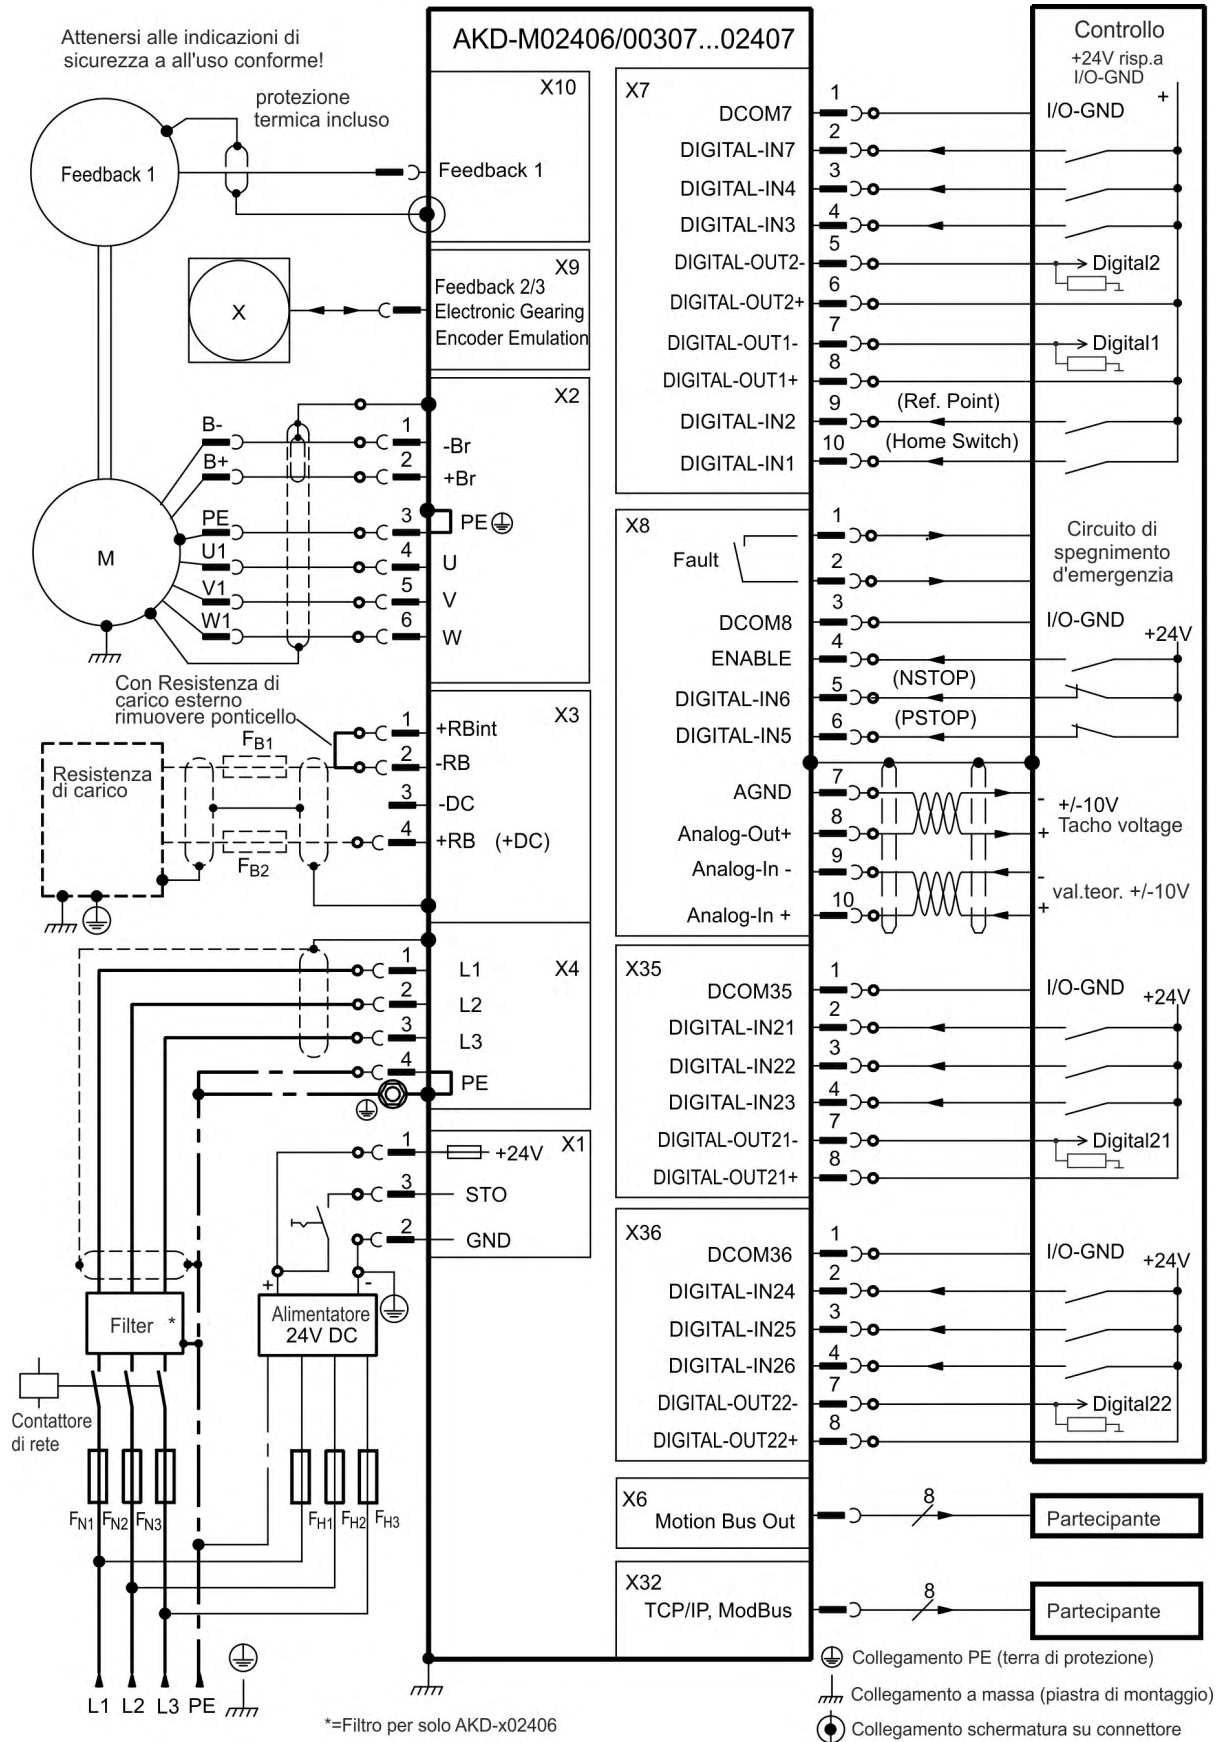 Attenersi alle indicazioni di
sicurezza a all'uso conforme!
AKD-M02406/00307...02407
protezione
termica incluso
Feedback 1
X10
Feedback 1
X
X9
Feedback 2/3
Electronic Gearing
Encoder Emulation
X2
B-
1
-Br
B+
2
+Br
PE
3
PE
M
U1
4
U
V1
5
V
W1
6
W
Con Resistenza di
carico esterno
rimuovere ponticello
X3
Resistenza
di carico
FB1
FB2
1
+RBint
2
-RB
3
-DC
4
+RB (+DC)
X4
1
L1
2
L2
3
L3
4
PE
X1
1
+24V
3
STO
2
GND
+
-
Filter *
Alimentatore
24V DC
Contattore
di rete
FN1
FN2
FN3
FH1
FH2
FH3
L1
L2
L3
PE
*=Filtro per solo AKD-x02406
X7
DCOM7
1
DIGITAL-IN7
2
DIGITAL-IN4
3
DIGITAL-IN3
4
DIGITAL-OUT2-
5
DIGITAL-OUT2+
6
DIGITAL-OUT1-
7
DIGITAL-OUT1+
8
DIGITAL-IN2
9
(Ref. Point)
DIGITAL-IN1
10
(Home Switch)
Controllo
+24V risp.a
I/O-GND
+
I/O-GND
Digital2
Digital1
X8
Fault
1
2
DCOM8
3
ENABLE
4
DIGITAL-IN6
5
(NSTOP)
DIGITAL-IN5
6
(PSTOP)
AGND
7
Analog-Out+
8
Analog-In -
9
Analog-In +
10
Circuito di
spegnimento
d'emergenzia
I/O-GND
+24V
-
+/-10V
Tacho voltage
+
-
val.teor. +/-10V
+
X35
DCOM35
1
DIGITAL-IN21
2
DIGITAL-IN22
3
DIGITAL-IN23
4
DIGITAL-OUT21-
7
DIGITAL-OUT21+
8
I/O-GND
+24V
Digital21
X36
DCOM36
1
DIGITAL-IN24
2
DIGITAL-IN25
3
DIGITAL-IN26
4
DIGITAL-OUT22-
7
DIGITAL-OUT22+
8
I/O-GND
+24V
Digital22
X6
Motion Bus Out
8
Partecipante
X32
TCP/IP, ModBus
8
Partecipante
Collegamento PE (terra di protezione)
Collegamento a massa (piastra di montaggio)
Collegamento schermatura su connettore